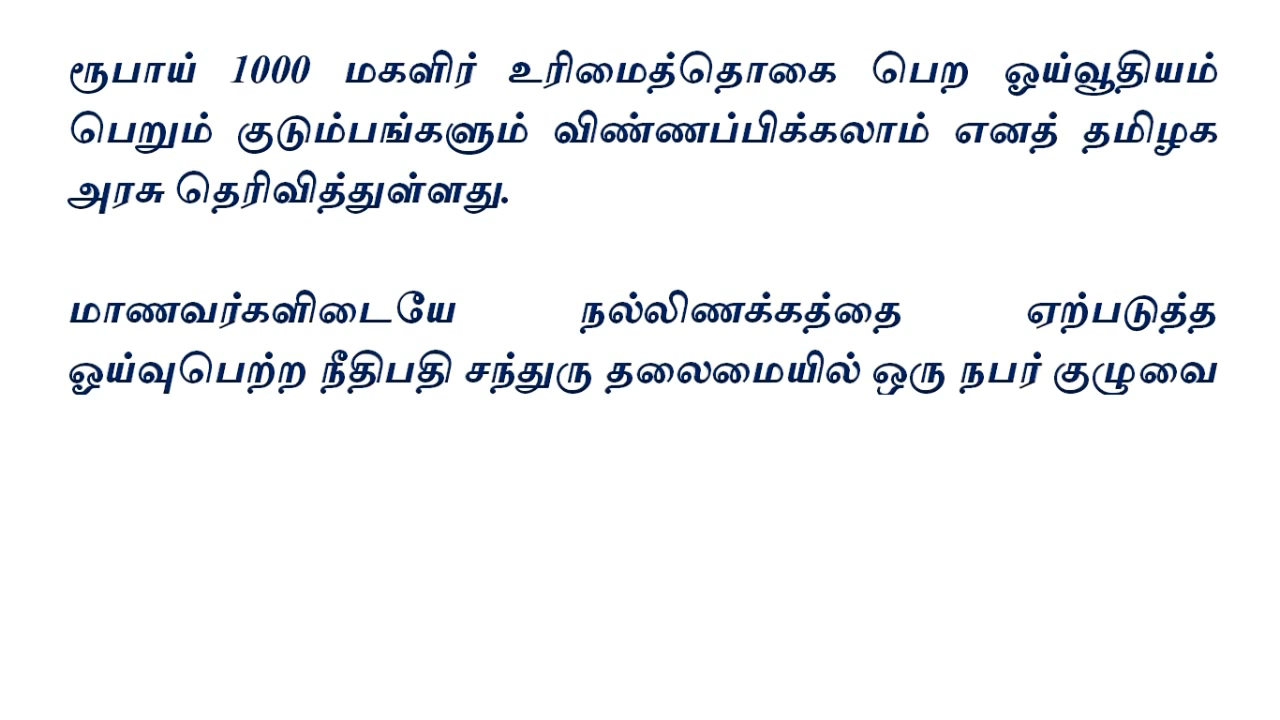 ரூபாய் 1000 மகளிர் உரிமைத்தொகை பெற ஓய்வூதியம்
பெறும் குடும்பங்களும் விண்ணப்பிக்கலாம் எனத் தமிழக
அரசு தெரிவித்துள்ளது.
மாணவர்களிடையே நல்லிணக்கத்தை ஏற்படுத்த
ஓய்வுபெற்ற நீதிபதி சந்துரு தலைமையில் ஒரு நபர் குழுவை